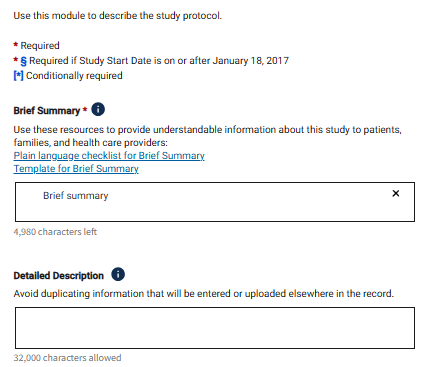 Use this module to describe the study protocol.
* Required
* § Required if Study Start Date is on or after January 18, 2017
[*] Conditionally required
Brief Summary * i
Use these resources to provide understandable information about this study to patients,
families, and health care providers:
Plain language checklist for Brief Summary
Template for Brief Summary
Brief summary ×
4,980 characters left
Detailed Description i
Avoid duplicating information that will be entered or uploaded elsewhere in the record.
32,000 characters allowed